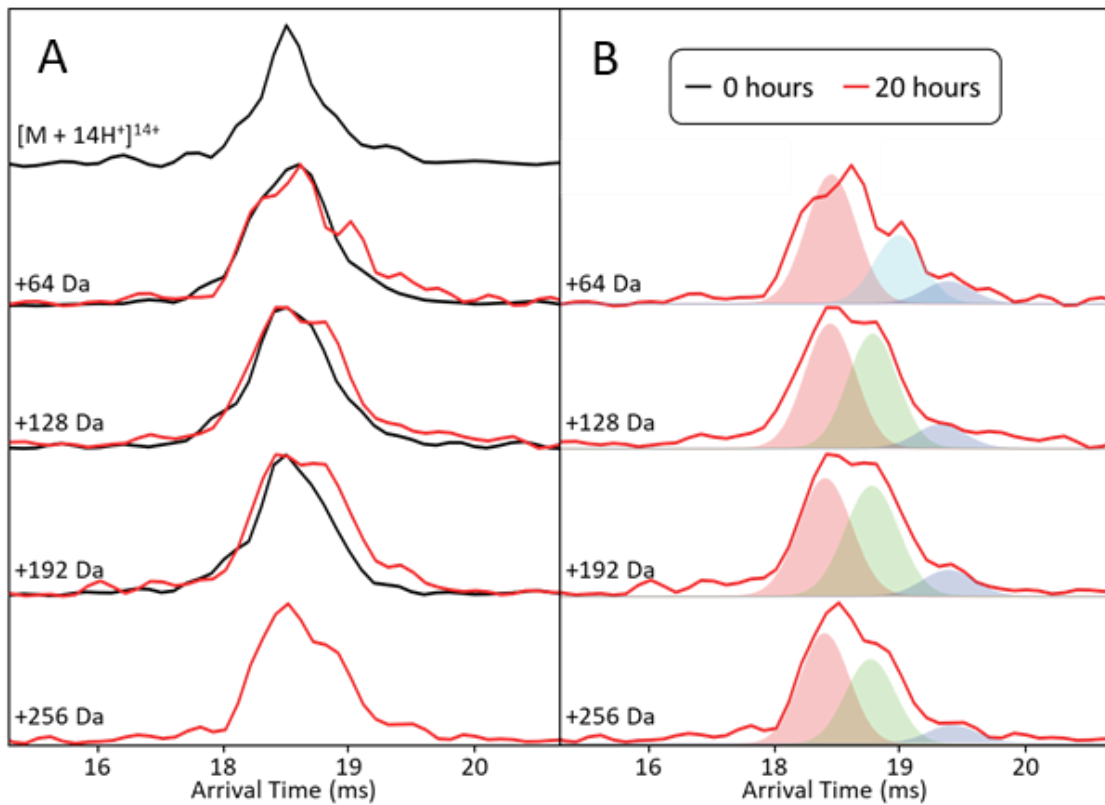 A
B
0 hours 20 hours
[M + 14H⁺]¹⁴⁺
+64 Da
+64 Da
+128 Da
+128 Da
+192 Da
+192 Da
+256 Da
+256 Da
16 18 19 20
16 18 19 20
Arrival Time (ms)
Arrival Time (ms)